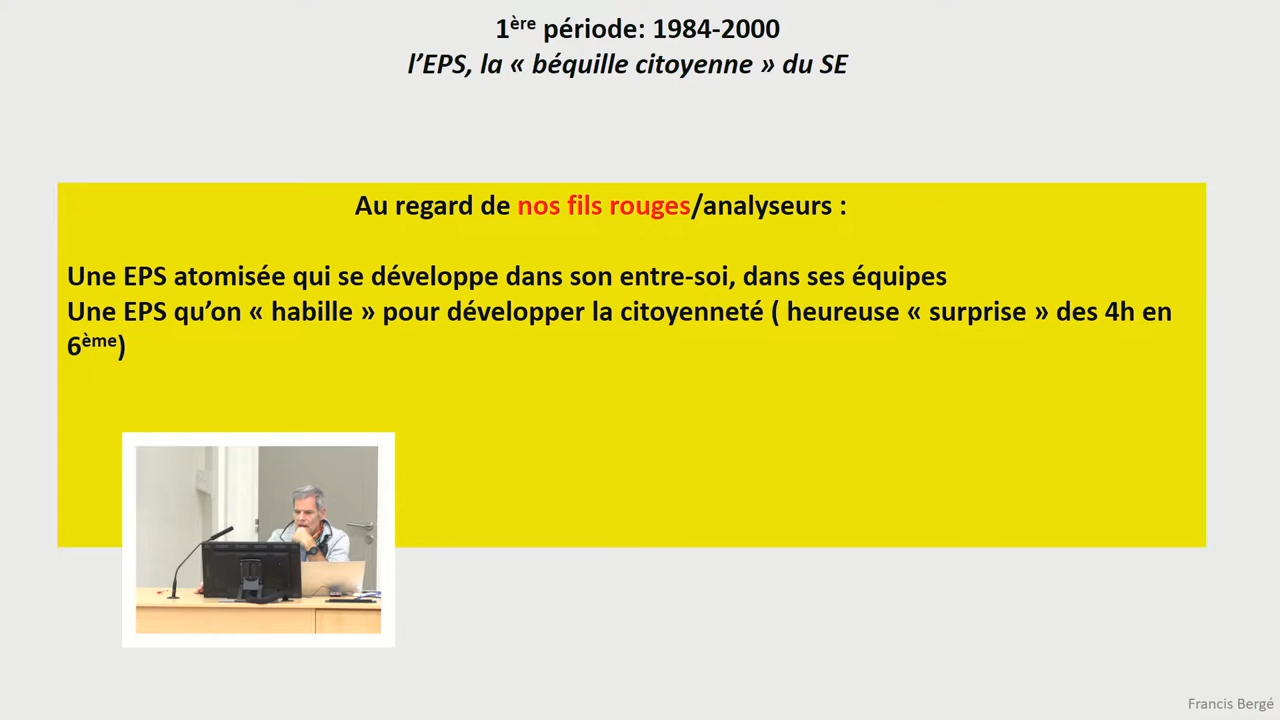 1ère période: 1984-2000
l’EPS, la « béquille citoyenne » du SE
Au regard de nos fils rouges/analyseurs :
Une EPS atomisée qui se développe dans son entre-soi, dans ses équipes
Une EPS qu’on « habille » pour développer la citoyenneté ( heureuse « surprise » des 4h en
6ème)
Francis Bergé